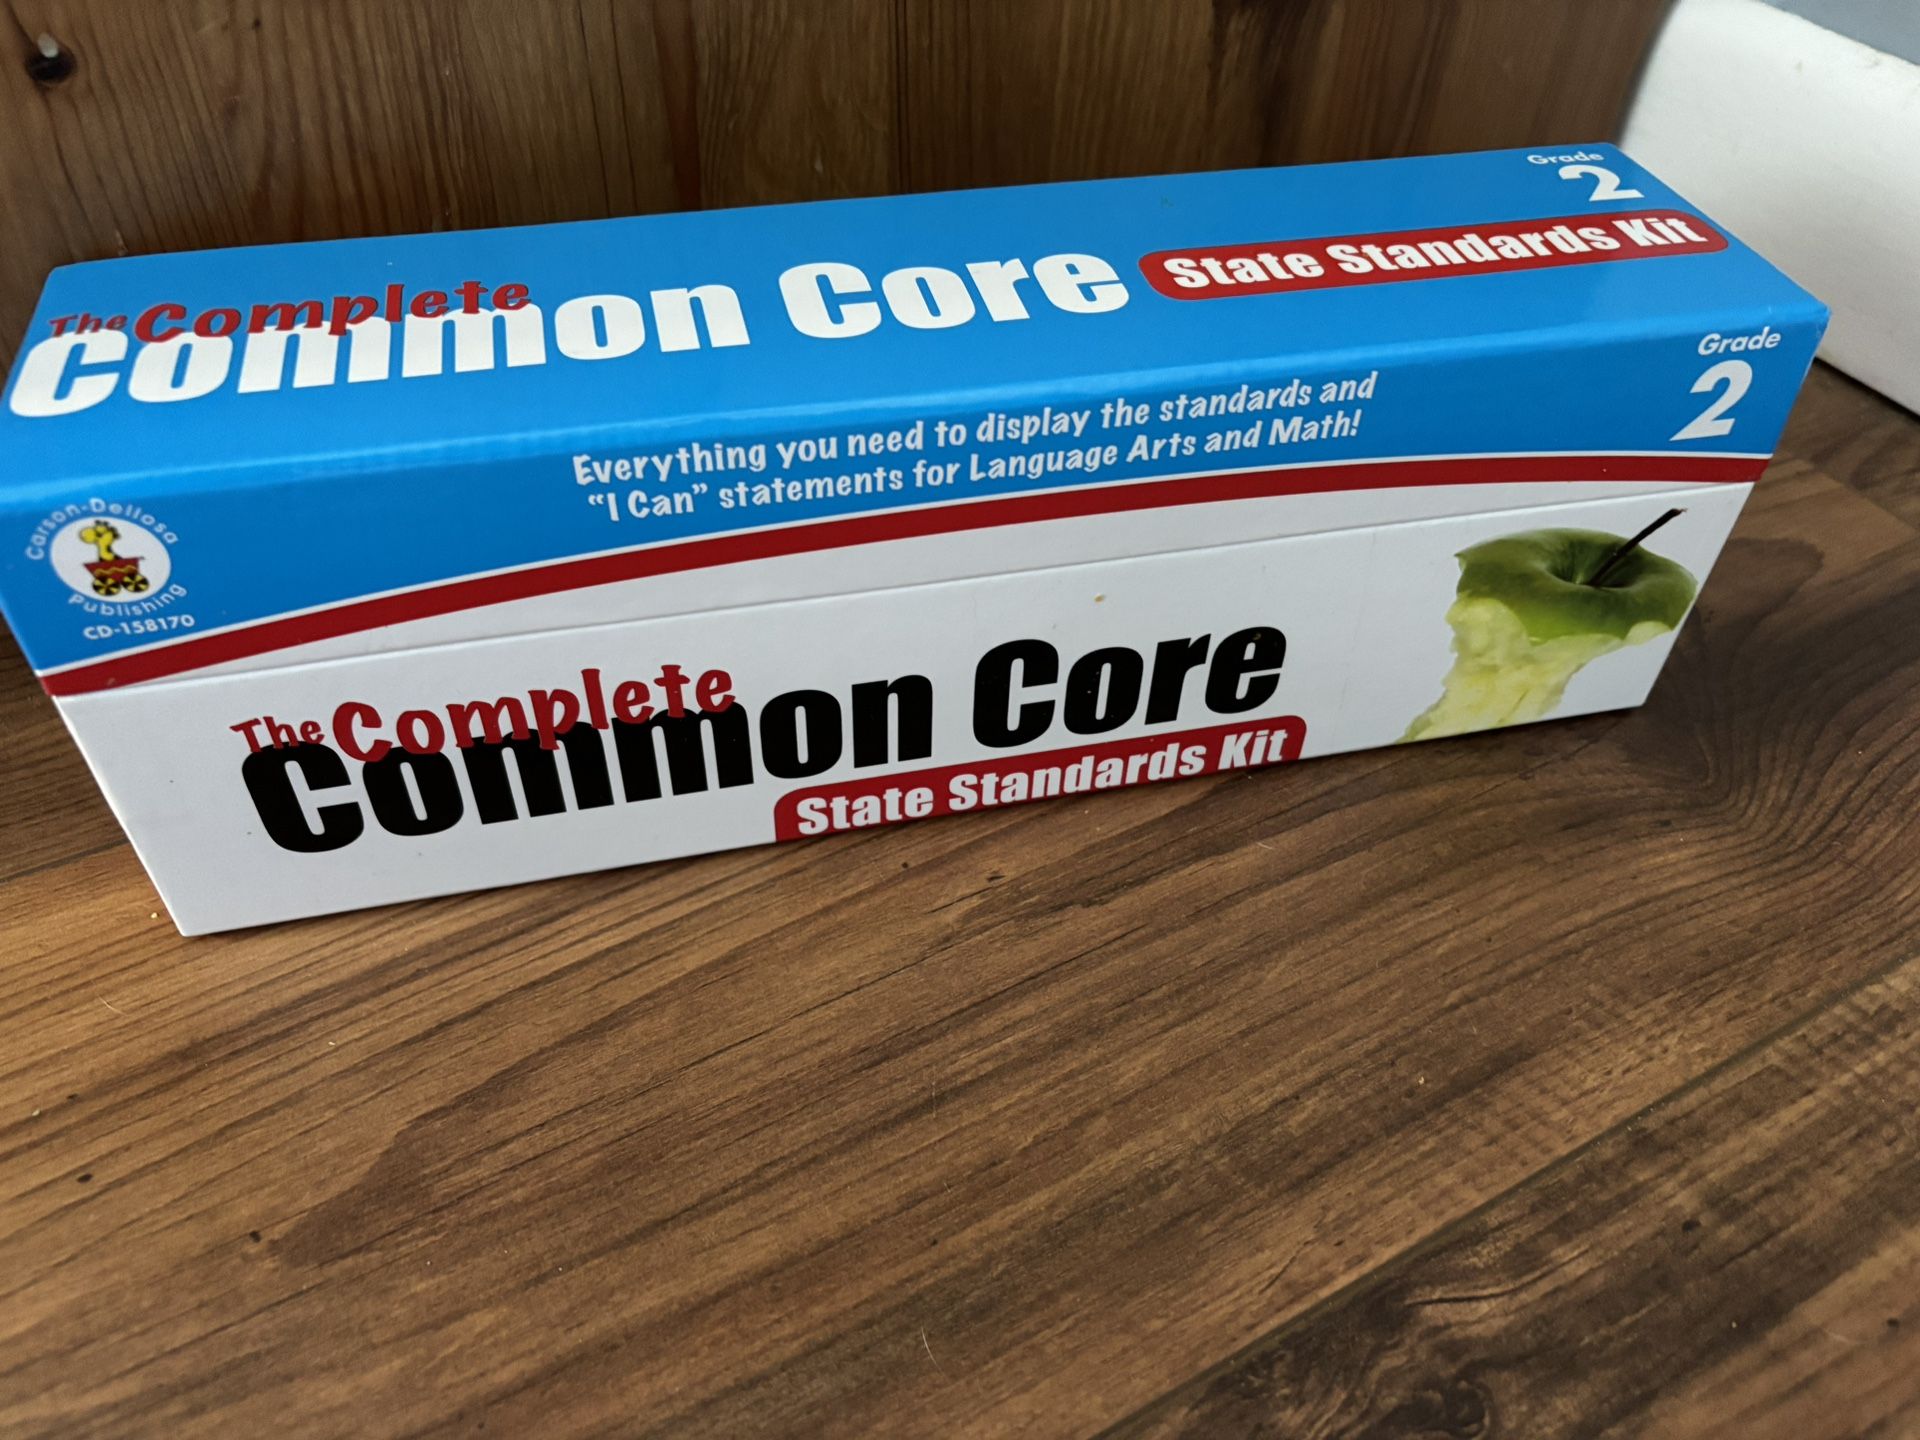 Grade
2
The Complete
Common Core
State Standards Kit
Grade
2
Everything you need to display the standards and
“I Can” statements for Language Arts and Math!
Carson-Dellosa
Publishing
CD-158170
The Complete
Common Core
State Standards Kit